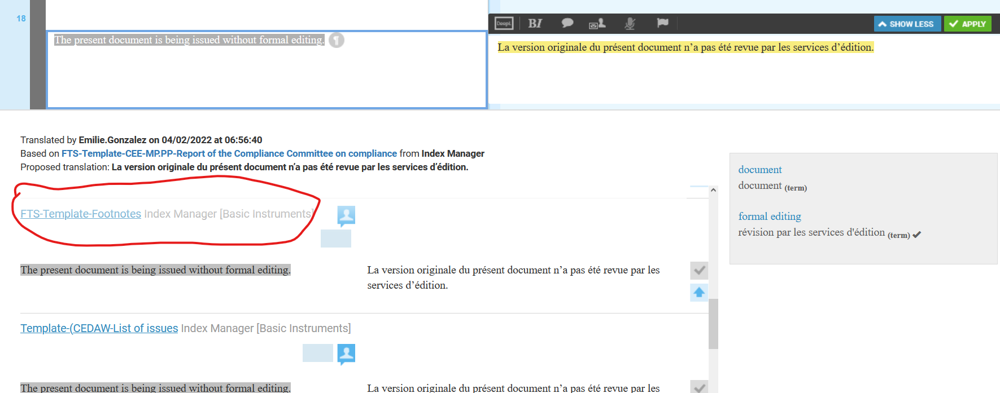 18
DeepL
BI
SHOW LESS
APPLY
The present document is being issued without formal editing. ¶
La version originale du présent document n’a pas été revue par les services d’édition.
Translated by Emilie.Gonzalez on 04/02/2022 at 06:56:40
Based on FTS-Template-CEE-MP.PP-Report of the Compliance Committee on compliance from Index Manager
Proposed translation: La version originale du présent document n’a pas été revue par les services d’édition.
FTS-Template-Footnotes Index Manager [Basic Instruments]
The present document is being issued without formal editing.
La version originale du présent document n’a pas été revue par les
services d’édition.
Template-(CEDAW-List of issues Index Manager [Basic Instruments]
The present document is being issued without formal editing.
La version originale du présent document n’a pas été revue par les
document
document (term)
formal editing
révision par les services d'édition (term)